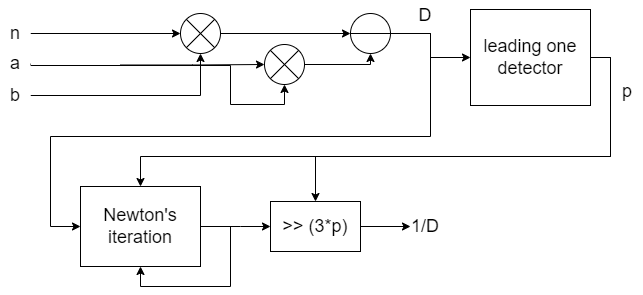 n
a
b
D
leading one
detector
p
Newton's
iteration
>> (3*p)
1/D